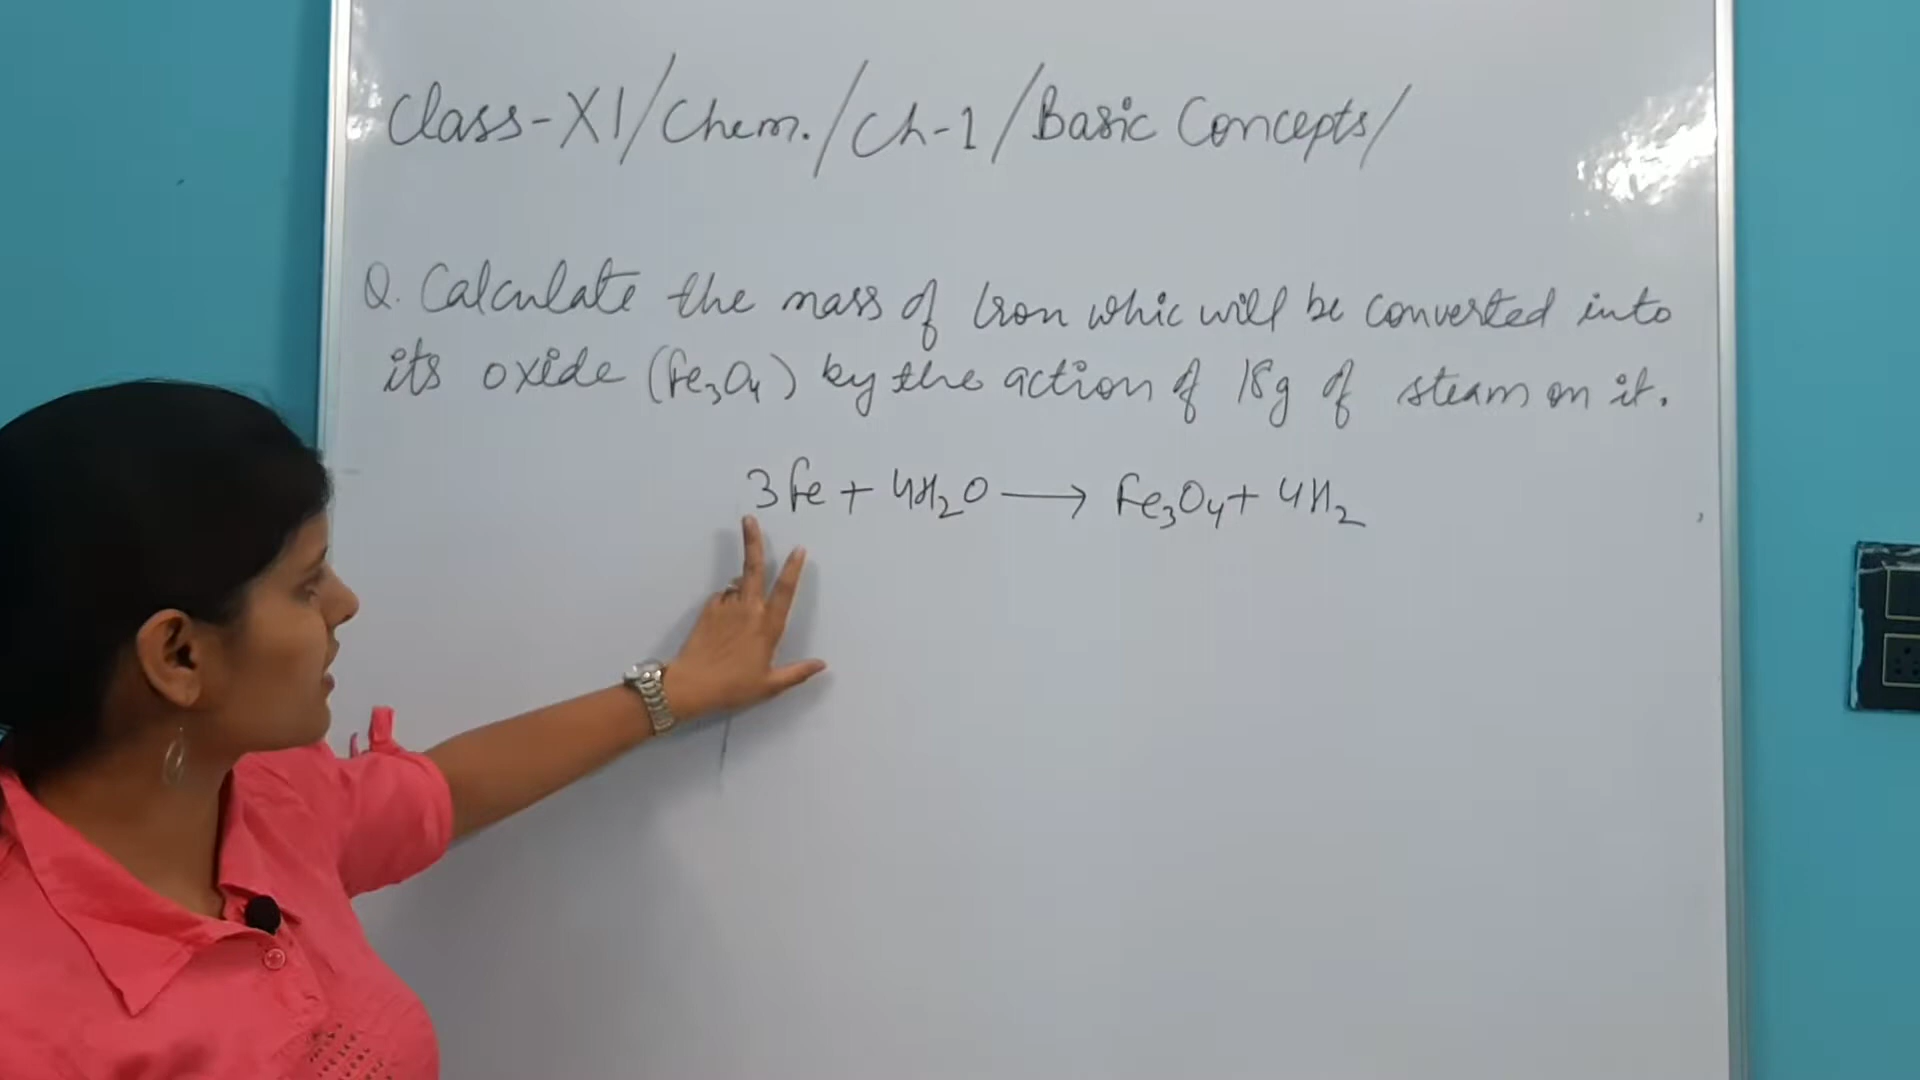 Class-XI/Chem./Ch-1/Basic Concepts/
Q. Calculate the mass of Iron whic will be converted into
its oxide (Fe₃O₄) by the action of 18g of steam on it.
3Fe + 4H₂O ⟶ Fe₃O₄ + 4H₂